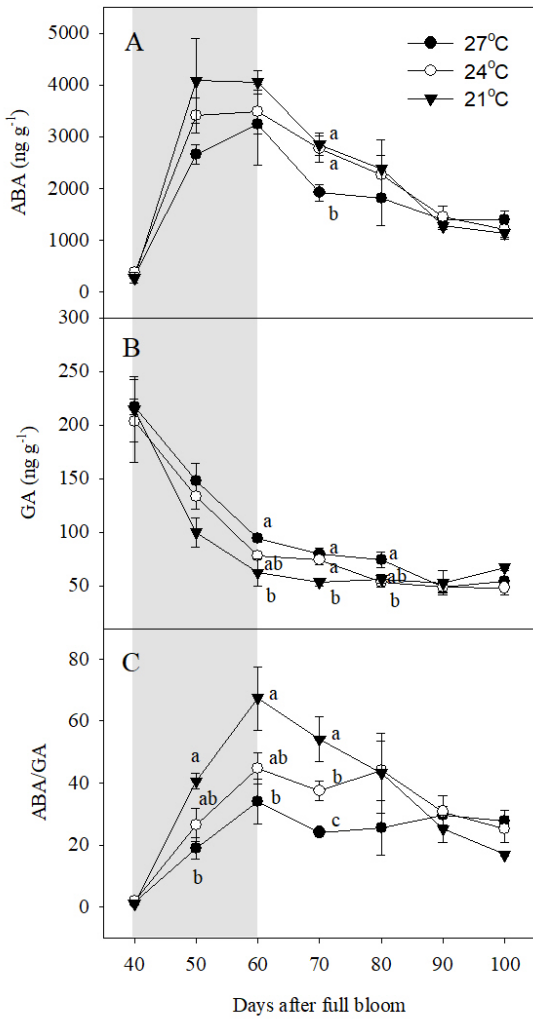 A
5000
4000
3000
2000
1000
0
ABA (ng g-1)
27°C
24°C
21°C
a
a
b
B
300
250
200
150
100
50
GA (ng g-1)
a
ab
b
a
a
b
a
ab
b
C
80
60
40
20
0
ABA/GA
a
ab
b
a
ab
b
a
b
c
40 50 60 70 80 90 100
Days after full bloom